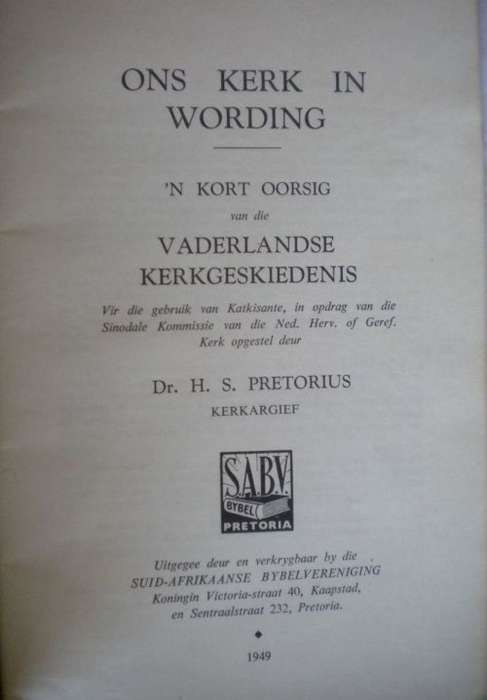 ONS KERK IN
WORDING
'N KORT OORSIG
van die
VADERLANDSE
KERKGESKIEDENIS
Vir die gebruik van Katkisante, in opdrag van die
Sinodale Kommissie van die Ned. Herv. of Geref.
Kerk opgestel deur
Dr. H. S. PRETORIUS
KERKARGIEF
S.A.B.V.
BYBEL
PRETORIA
Uitgegee deur en verkrygbaar by die
SUID-AFRIKAANSE BYBELVERENIGING
Koningin Victoria-straat 40, Kaapstad,
en Sentraalstraat 232, Pretoria.
1949